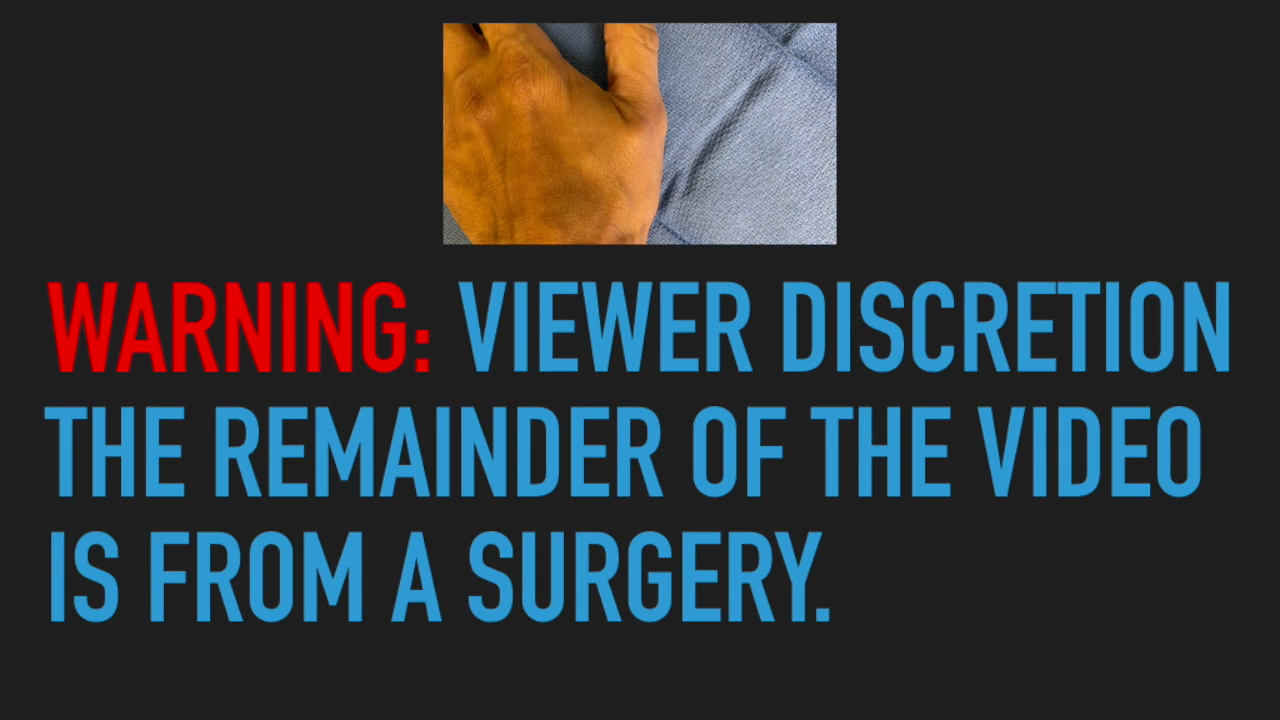 WARNING: VIEWER DISCRETION
THE REMAINDER OF THE VIDEO
IS FROM A SURGERY.